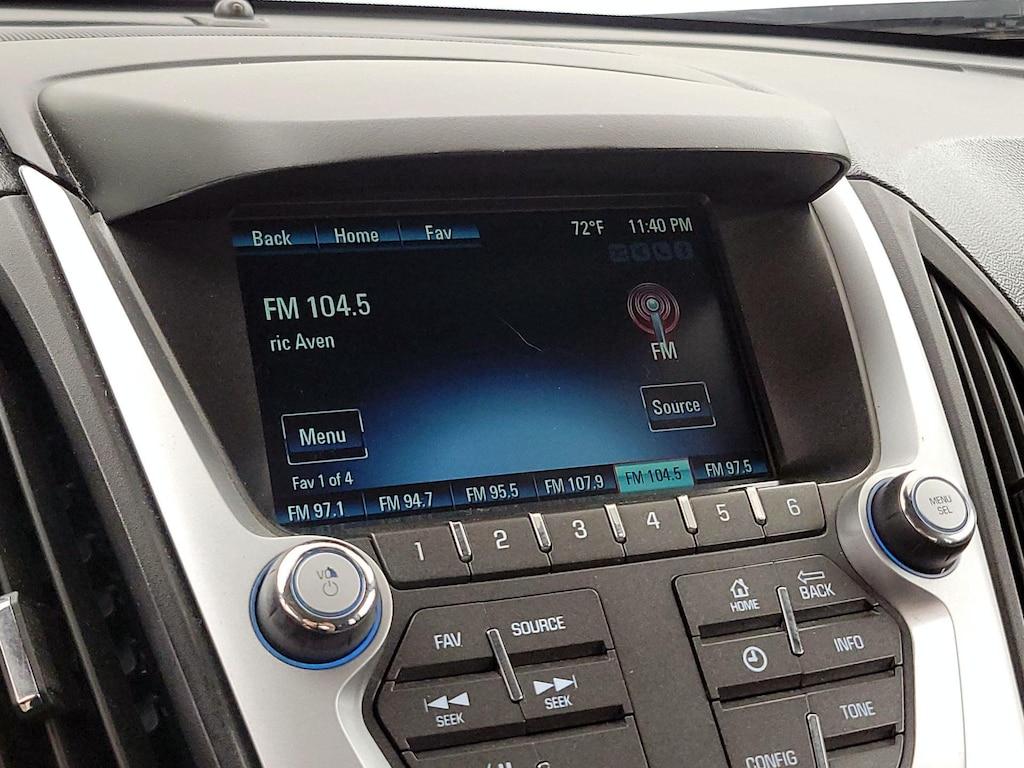 Back Home Fav 72°F 11:40 PM
FM 104.5
ric Aven
FM
Menu
Source
Fav 1 of 4
FM 97.1 FM 94.7 FM 95.5 FM 107.9 FM 104.5 FM 97.5
1 2 3 4 5 6
MENU
SEL
FAV SOURCE
HOME BACK
SEEK SEEK
INFO
CONFIG TONE